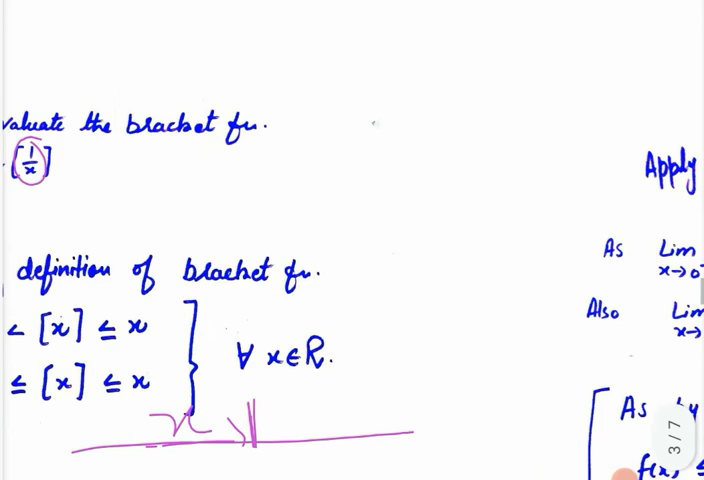 valuate the bracket fn.
[1/x]
definition of bracket fn.
< [x] ≤ x
≤ [x] ≤ x
∀ x ∈ R.
x
Apply
As Lim x→0
Also Lim x→
As
f(x) ≤
3/7